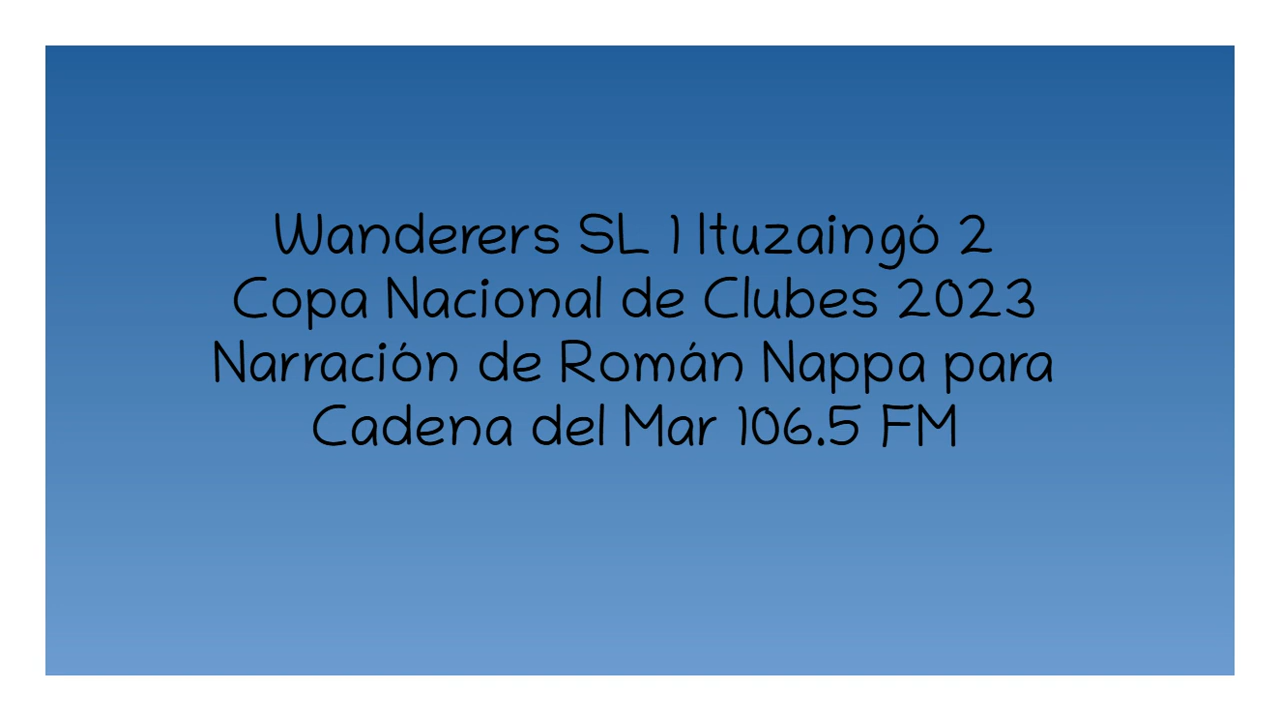 Wanderers SL 1 Ituzaingó 2
Copa Nacional de Clubes 2023
Narración de Román Nappa para
Cadena del Mar 106.5 FM